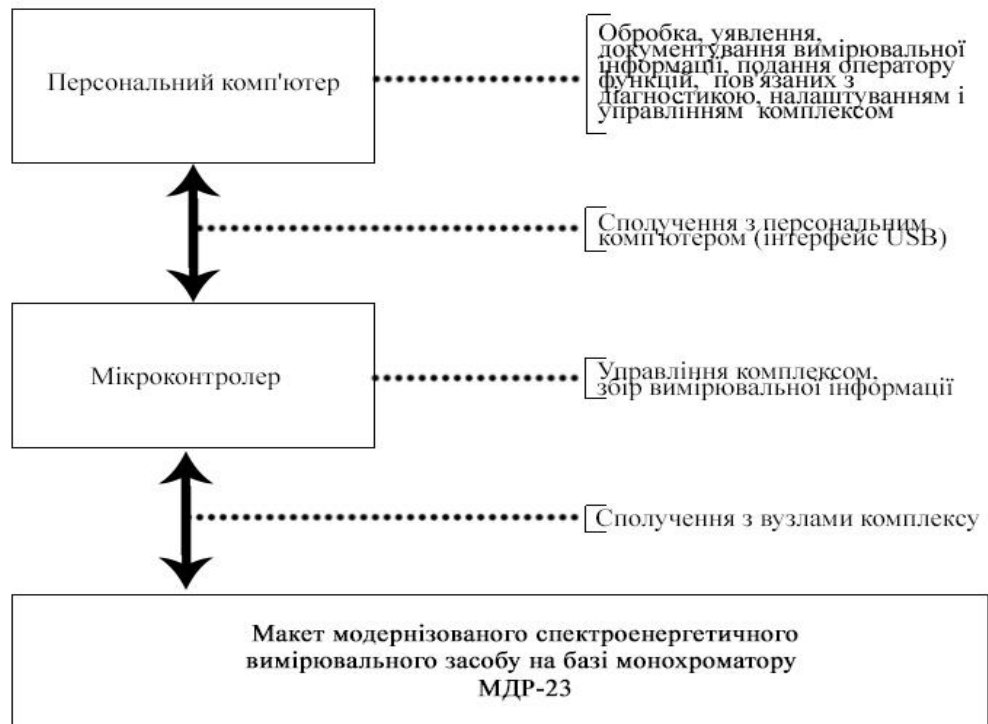 Персональний комп'ютер
Обробка, уявлення,
документування вимірювальної
інформації, подання оператору
функцій, пов'язаних з
діагностикою, налаштуванням і
управлінням комплексом
Сполучення з персональним
комп'ютером (інтерфейс USB)
Мікроконтролер
Управління комплексом,
збір вимірювальної інформації
Сполучення з вузлами комплексу
Макет модернізованого спектроенергетичного
вимірювального засобу на базі монохроматору
МДР-23